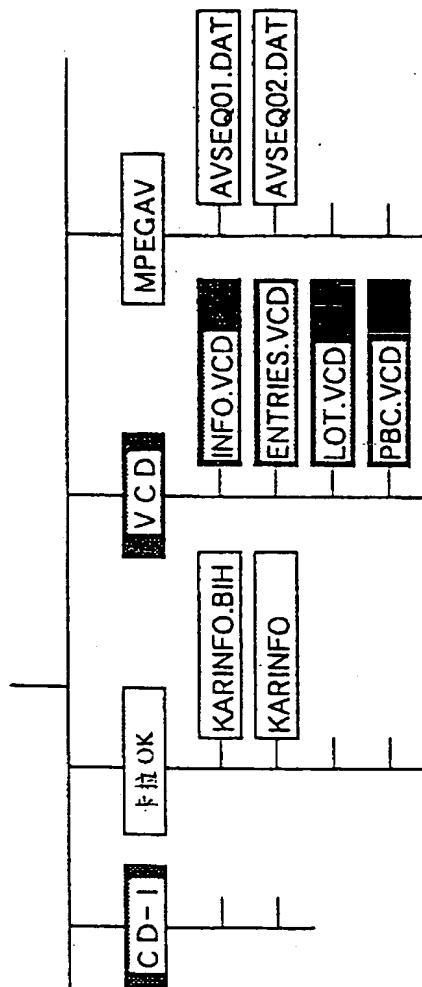 CD-I
卡拉OK
KARINFO.BIH
KARINFO
VCD
INFO.VCD
ENTRIES.VCD
LOT.VCD
PBC.VCD
MPEGAV
AVSEQ01.DAT
AVSEQ02.DAT